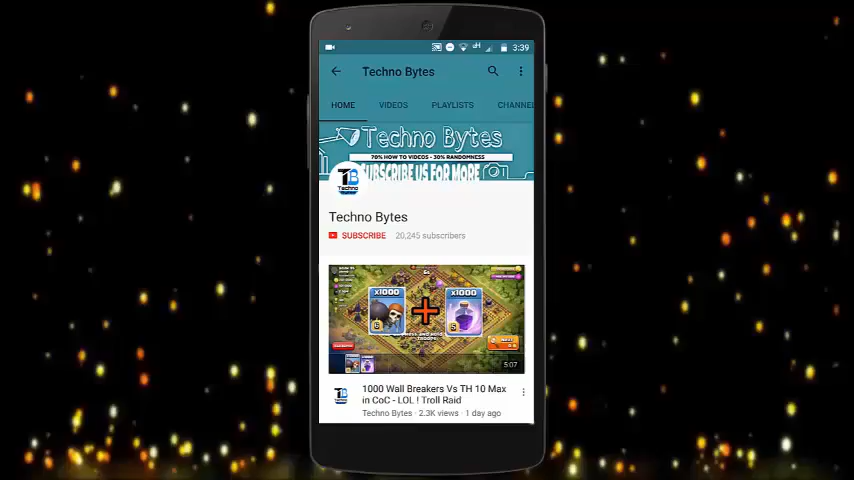 3:39
Techno Bytes
HOME VIDEOS PLAYLISTS CHANNE
Techno Bytes
70% HOW TO VIDEOS - 30% RANDOMNESS
SUBSCRIBE US FOR MORE
TB
Techno
Techno Bytes
SUBSCRIBE 20,245 subscribers
x1000 x1000
5:07
1000 Wall Breakers Vs TH 10 Max
in CoC - LOL ! Troll Raid
Techno Bytes · 2.3K views · 1 day ago